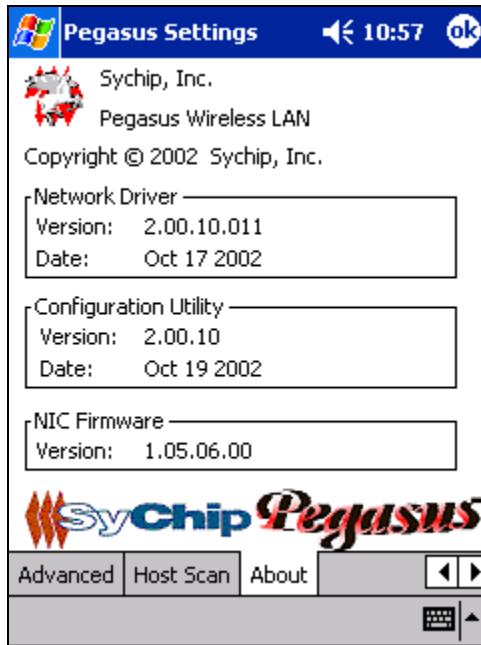 Pegasus Settings 10:57 ok
Sychip, Inc.
Pegasus Wireless LAN
Copyright © 2002 Sychip, Inc.
Network Driver
Version: 2.00.10.011
Date: Oct 17 2002
Configuration Utility
Version: 2.00.10
Date: Oct 19 2002
NIC Firmware
Version: 1.05.06.00
SyChip Pegasus
Advanced Host Scan About